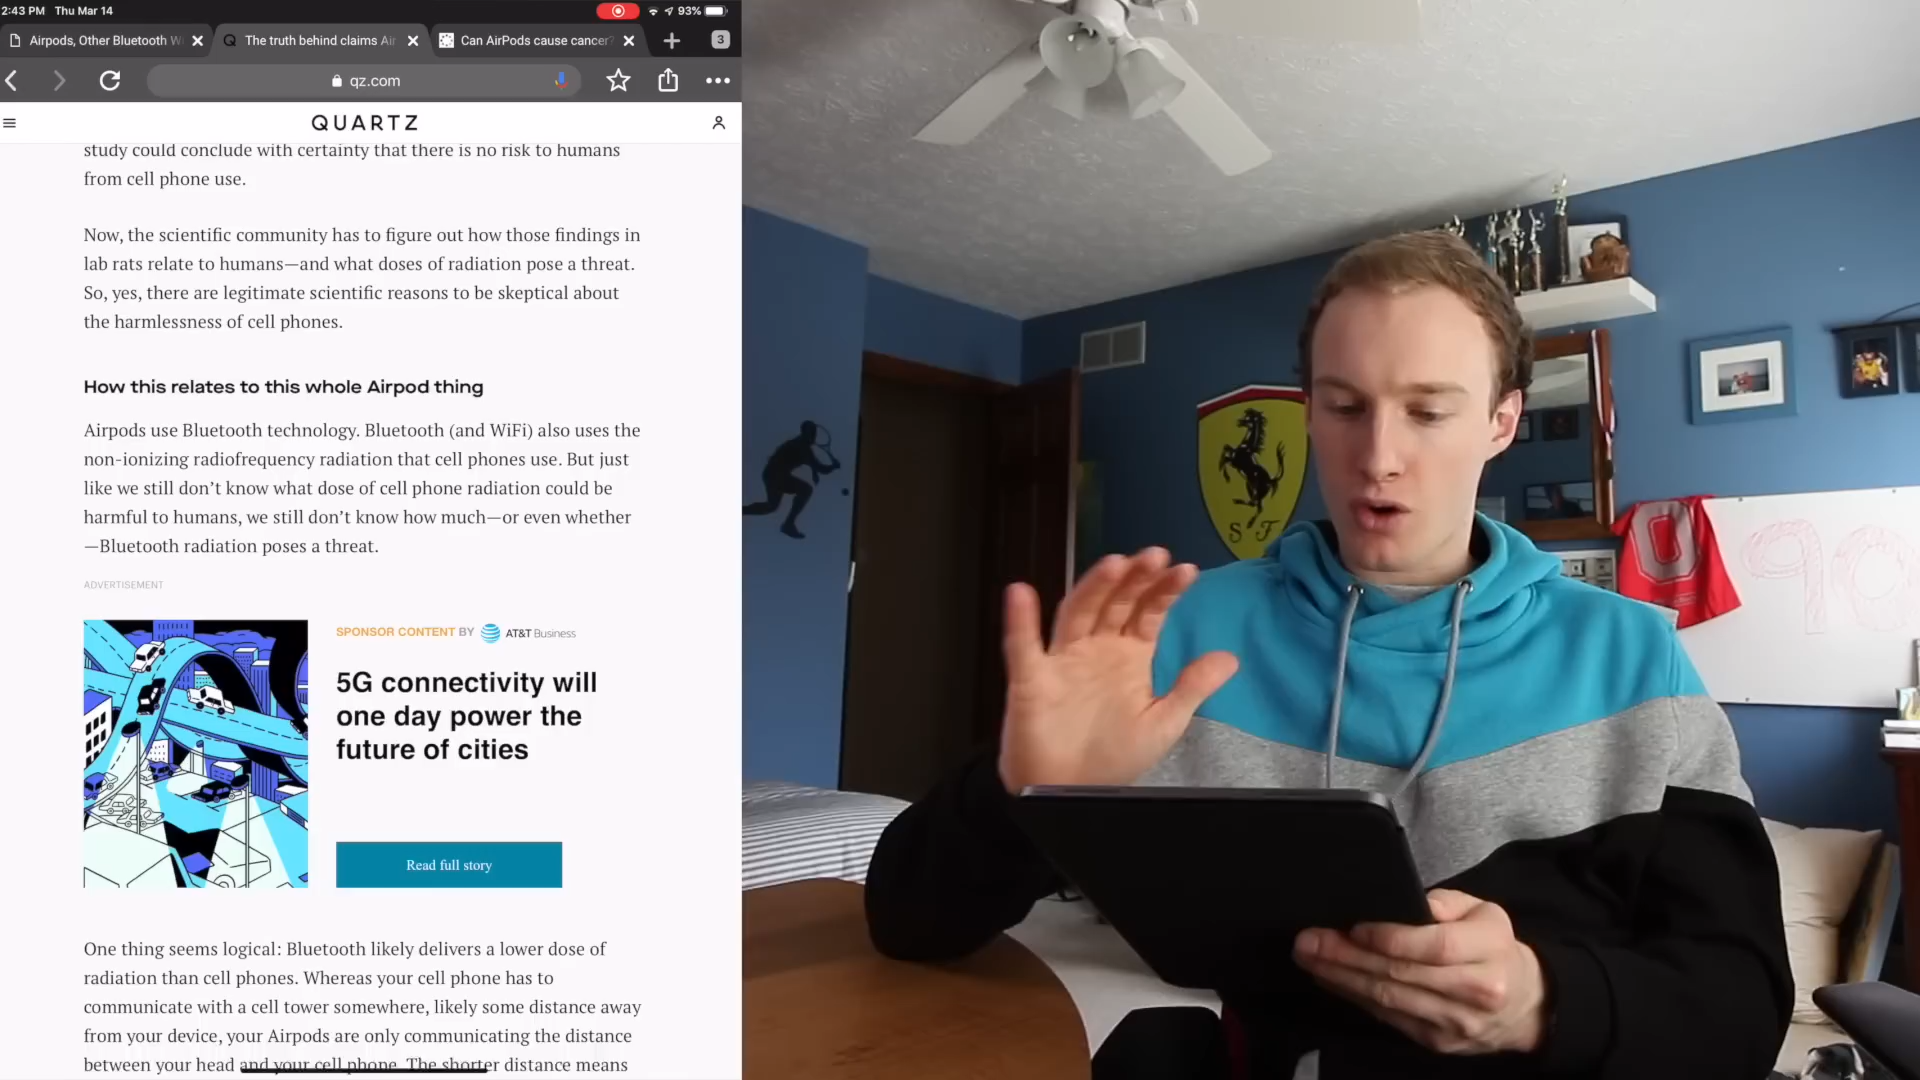 2:43 PM Thu Mar 14
93%
Airpods, Other Bluetooth W
The truth behind claims Air
Can AirPods cause cancer?
3
qz.com
QUARTZ
study could conclude with certainty that there is no risk to humans
from cell phone use.
Now, the scientific community has to figure out how those findings in
lab rats relate to humans—and what doses of radiation pose a threat.
So, yes, there are legitimate scientific reasons to be skeptical about
the harmlessness of cell phones.
How this relates to this whole Airpod thing
Airpods use Bluetooth technology. Bluetooth (and WiFi) also uses the
non-ionizing radiofrequency radiation that cell phones use. But just
like we still don’t know what dose of cell phone radiation could be
harmful to humans, we still don’t know how much—or even whether
—Bluetooth radiation poses a threat.
ADVERTISEMENT
SPONSOR CONTENT BY AT&T Business
5G connectivity will
one day power the
future of cities
Read full story
One thing seems logical: Bluetooth likely delivers a lower dose of
radiation than cell phones. Whereas your cell phone has to
communicate with a cell tower somewhere, likely some distance away
from your device, your Airpods are only communicating the distance
between your head and your cell phone. The shorter distance means
S F
O